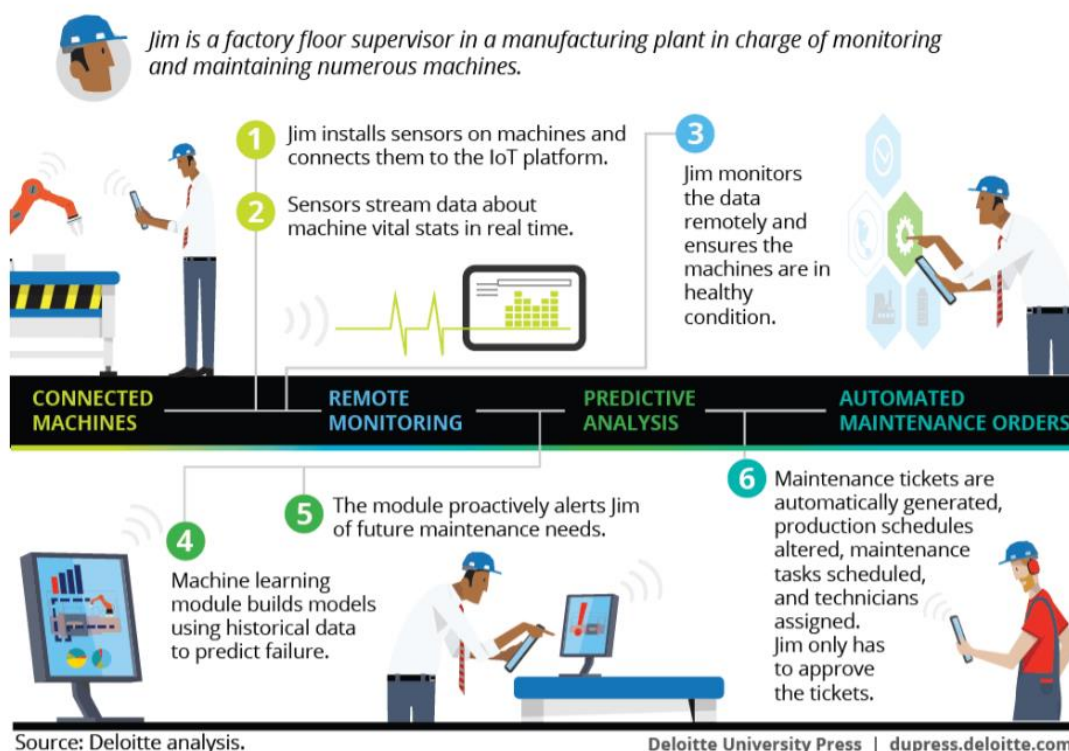 Jim is a factory floor supervisor in a manufacturing plant in charge of monitoring
and maintaining numerous machines.
1
Jim installs sensors on machines and
connects them to the IoT platform.
2
Sensors stream data about
machine vital stats in real time.
3
Jim monitors
the data
remotely and
ensures the
machines are in
healthy
condition.
CONNECTED
MACHINES
REMOTE
MONITORING
PREDICTIVE
ANALYSIS
AUTOMATED
MAINTENANCE ORDERS
4
Machine learning
module builds models
using historical data
to predict failure.
5
The module proactively alerts Jim
of future maintenance needs.
6
Maintenance tickets are
automatically generated,
production schedules
altered, maintenance
tasks scheduled,
and technicians
assigned.
Jim only has
to approve
the tickets.
Source: Deloitte analysis.
Deloitte University Press | dupress.deloitte.com